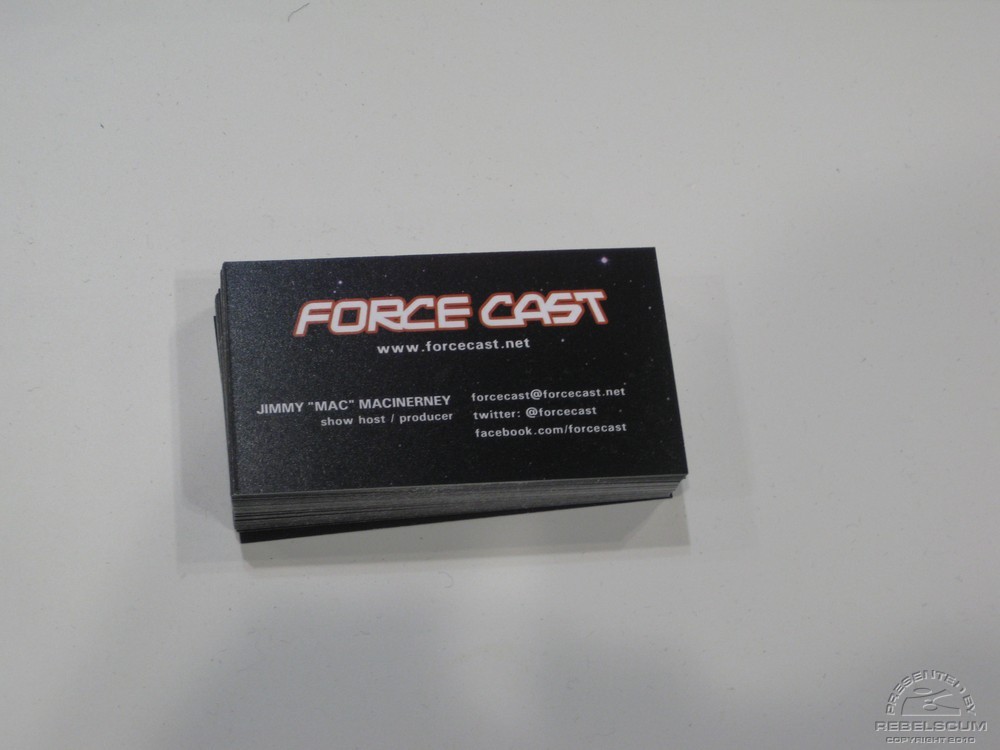 FORCE CAST
www.forcecast.net
JIMMY "MAC" MACINERNEY
show host / producer
forcecast@forcecast.net
twitter: @forcecast
facebook.com/forcecast
PRESENTED BY
REBELSCUM
COPYRIGHT 2010